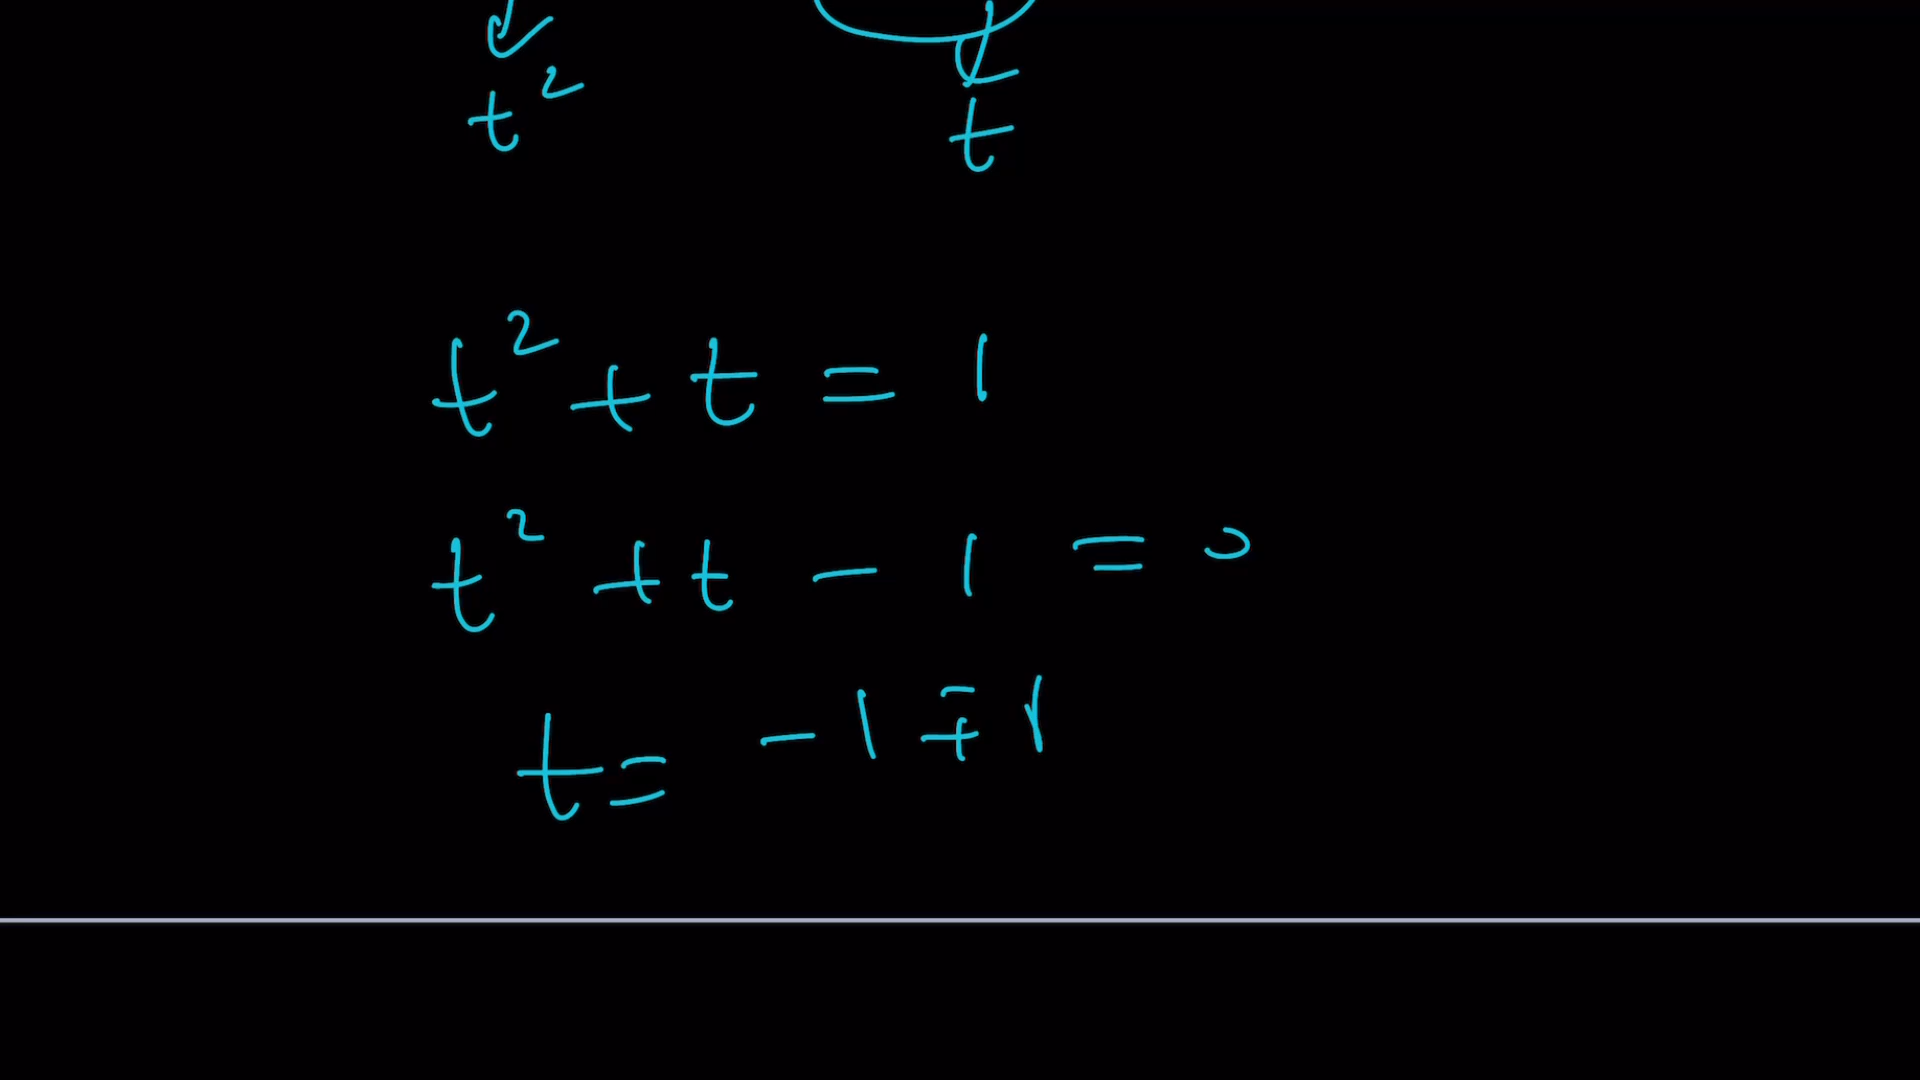 t² t
t² + t = 1
t² + t - 1 = 0
t = -1 ∓